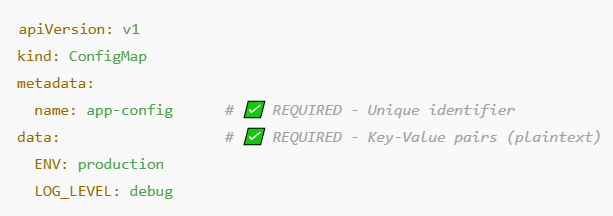 apiVersion: v1
kind: ConfigMap
metadata:
  name: app-config      # ✅ REQUIRED - Unique identifier
data:                   # ✅ REQUIRED - Key-Value pairs (plaintext)
  ENV: production
  LOG_LEVEL: debug